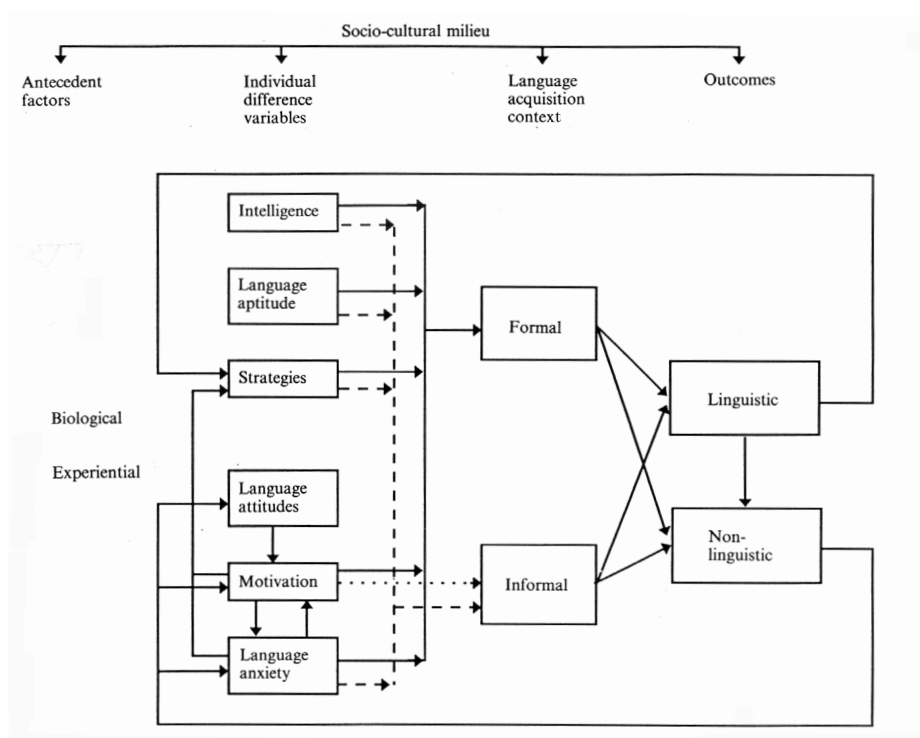 Socio-cultural milieu
Antecedent
factors
Individual
difference
variables
Language
acquisition
context
Outcomes
Intelligence
Language
aptitude
Formal
Strategies
Linguistic
Biological
Experiential
Language
attitudes
Non-
linguistic
Motivation
Informal
Language
anxiety